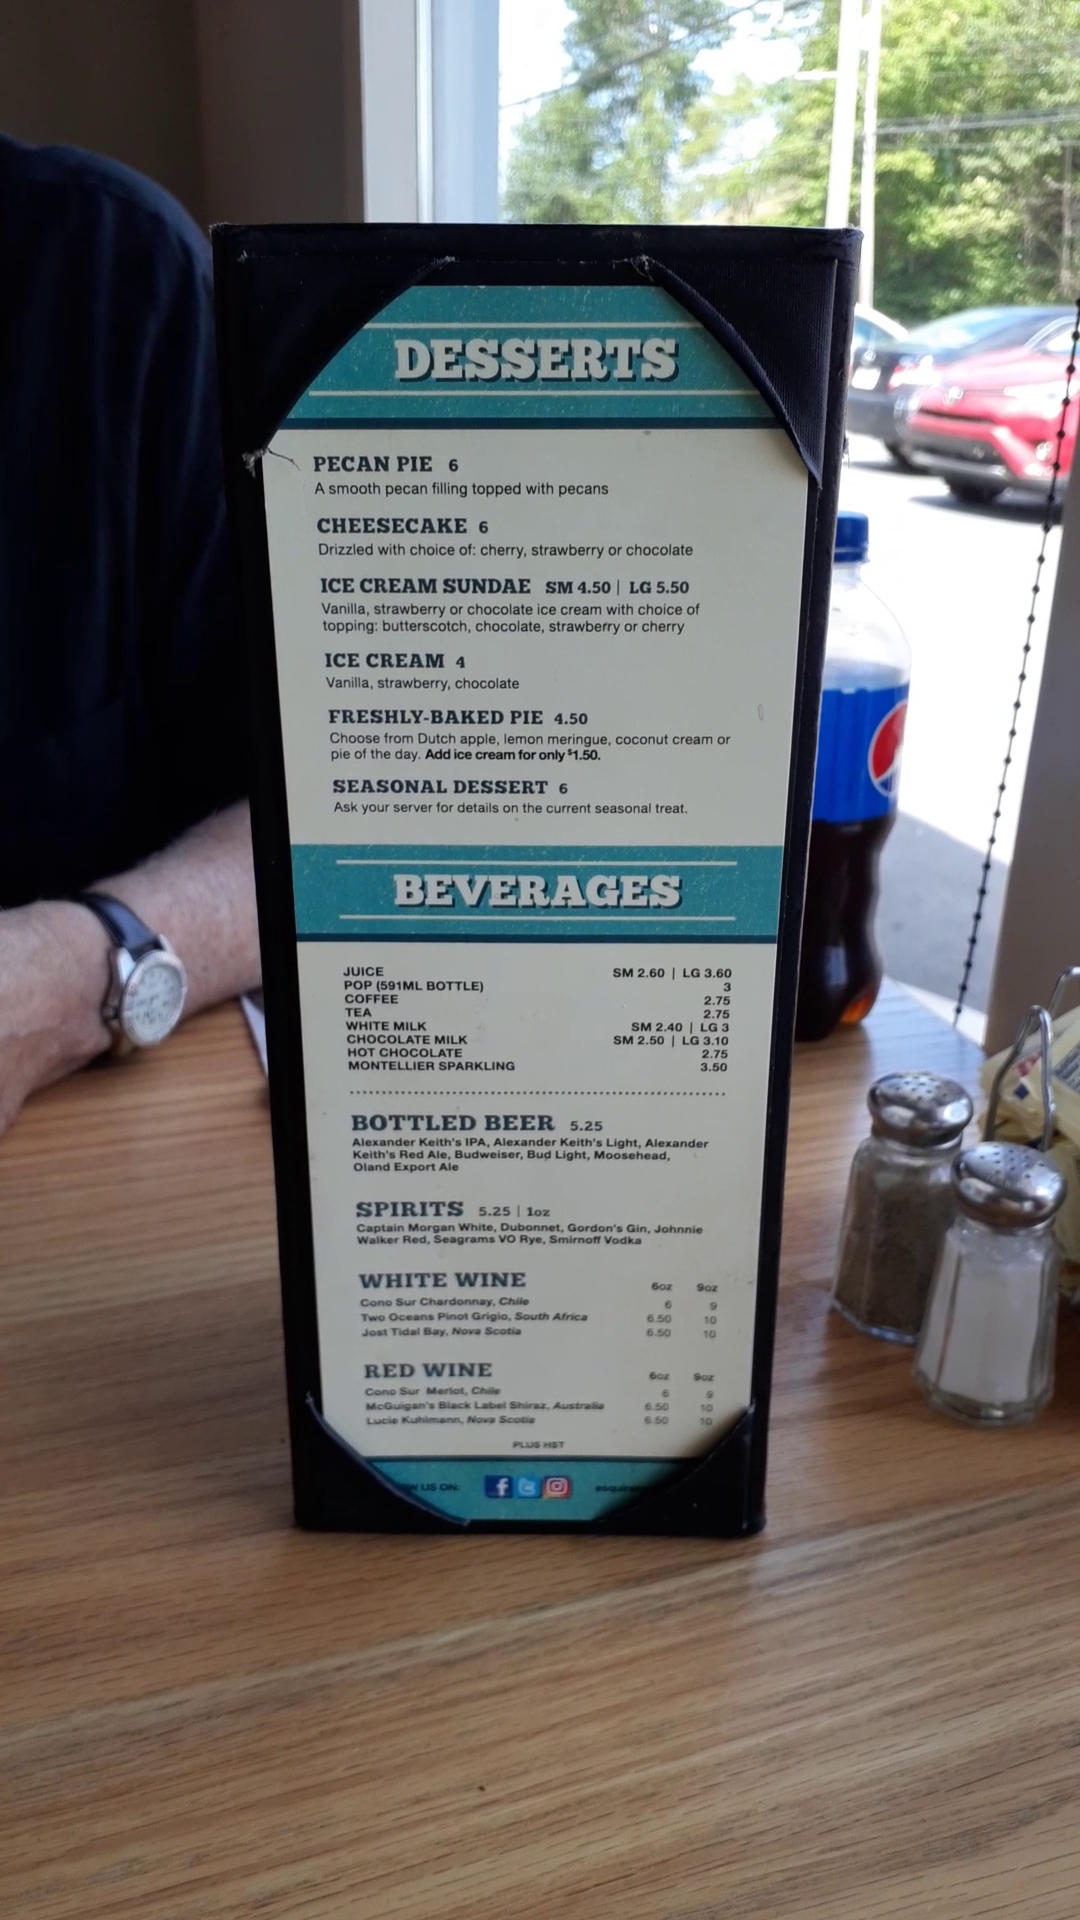 DESSERTS
PECAN PIE 6
A smooth pecan filling topped with pecans
CHEESECAKE 6
Drizzled with choice of: cherry, strawberry or chocolate
ICE CREAM SUNDAE SM 4.50 | LG 5.50
Vanilla, strawberry or chocolate ice cream with choice of
topping: butterscotch, chocolate, strawberry or cherry
ICE CREAM 4
Vanilla, strawberry, chocolate
FRESHLY-BAKED PIE 4.50
Choose from Dutch apple, lemon meringue, coconut cream or
pie of the day. Add ice cream for only $1.50.
SEASONAL DESSERT 6
Ask your server for details on the current seasonal treat.
BEVERAGES
JUICE SM 2.60 | LG 3.60
POP (591ML BOTTLE) 3
COFFEE 2.75
TEA 2.75
WHITE MILK SM 2.40 | LG 3
CHOCOLATE MILK SM 2.50 | LG 3.10
HOT CHOCOLATE 2.75
MONTELLIER SPARKLING 3.50
BOTTLED BEER 5.25
Alexander Keith's IPA, Alexander Keith's Light, Alexander
Keith's Red Ale, Budweiser, Bud Light, Moosehead,
Oland Export Ale
SPIRITS 5.25 | 1oz
Captain Morgan White, Dubonnet, Gordon's Gin, Johnnie
Walker Red, Seagrams VO Rye, Smirnoff Vodka
WHITE WINE 6oz 9oz
Cono Sur Chardonnay, Chile 6 9
Two Oceans Pinot Grigio, South Africa 6.50 10
Jost Tidal Bay, Nova Scotia 6.50 10
RED WINE 6oz 9oz
Cono Sur Merlot, Chile 6 9
McGuigan's Black Label Shiraz, Australia 6.50 10
Lucie Kuhlmann, Nova Scotia 6.50 10
PLUS HST
US ON: